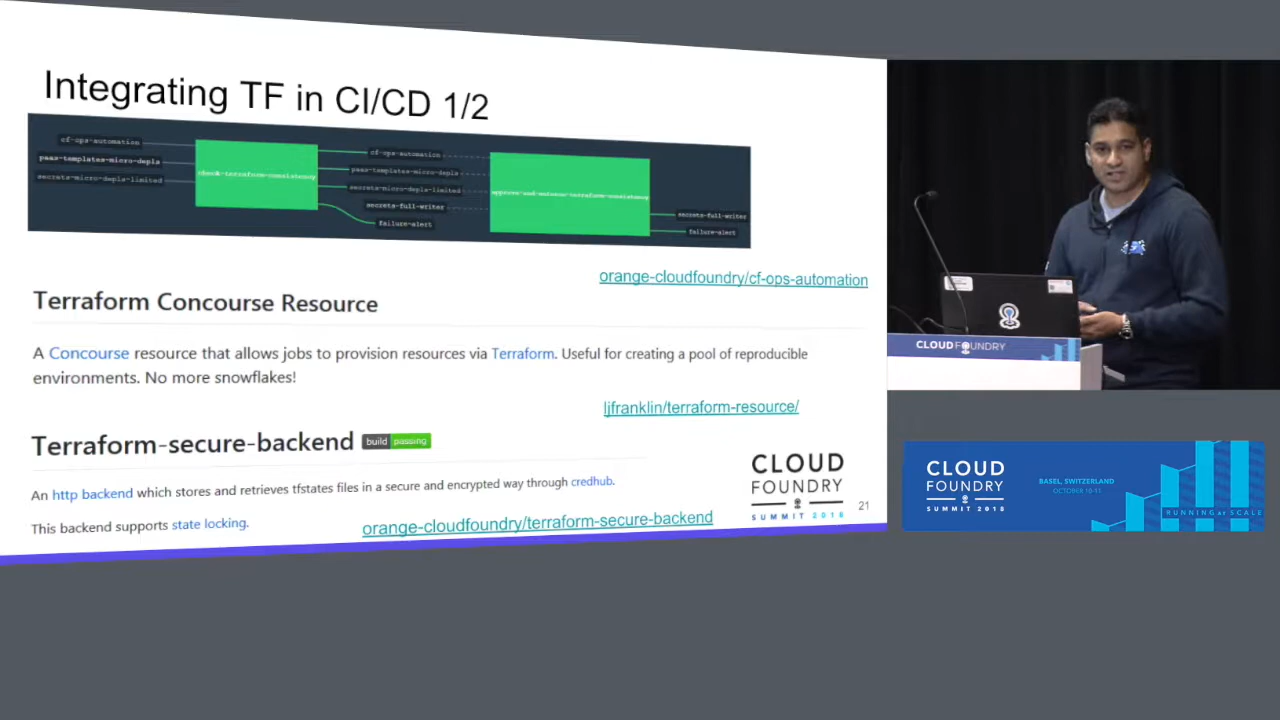 Integrating TF in CI/CD 1/2
cf-ops-automation
paas-templates-micro-depls
secrets-micro-depls-limited
check-terraform-consistency
cf-ops-automation
paas-templates-micro-depls
secrets-micro-depls-limited
secrets-full-writer
failure-alert
approve-and-enforce-terraform-consistency
secrets-full-writer
failure-alert
orange-cloudfoundry/cf-ops-automation
Terraform Concourse Resource
A Concourse resource that allows jobs to provision resources via Terraform. Useful for creating a pool of reproducible
environments. No more snowflakes!
ljfranklin/terraform-resource/
Terraform-secure-backend build passing
An http backend which stores and retrieves tfstates files in a secure and encrypted way through credhub.
This backend supports state locking.
orange-cloudfoundry/terraform-secure-backend
CLOUD
FOUNDRY
SUMMIT 2018
21
CLOUD FOUNDRY
CLOUD
FOUNDRY
SUMMIT 2018
BASEL, SWITZERLAND
OCTOBER 10-11
RUNNING at SCALE